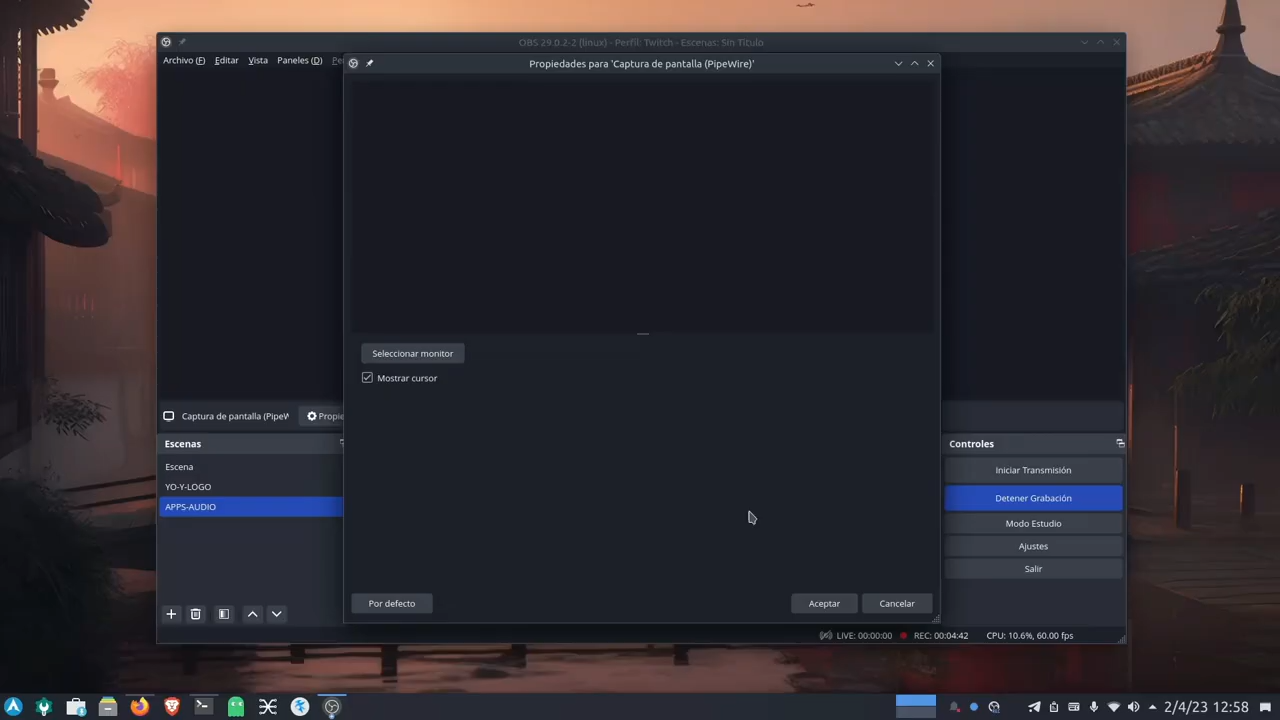 OBS 29.0.2-2 (linux) - Perfil: Twitch - Escenas: Sin Título
Archivo (F) Editar Vista Paneles (D)
Propiedades para 'Captura de pantalla (PipeWire)'
Seleccionar monitor
Mostrar cursor
Captura de pantalla (PipeW
Propie
Escenas
Escena
YO-Y-LOGO
APPS-AUDIO
Controles
Iniciar Transmisión
Detener Grabación
Modo Estudio
Ajustes
Salir
Por defecto
Aceptar
Cancelar
LIVE: 00:00:00 REC: 00:04:42 CPU: 10.6%, 60.00 fps
2/4/23 12:58